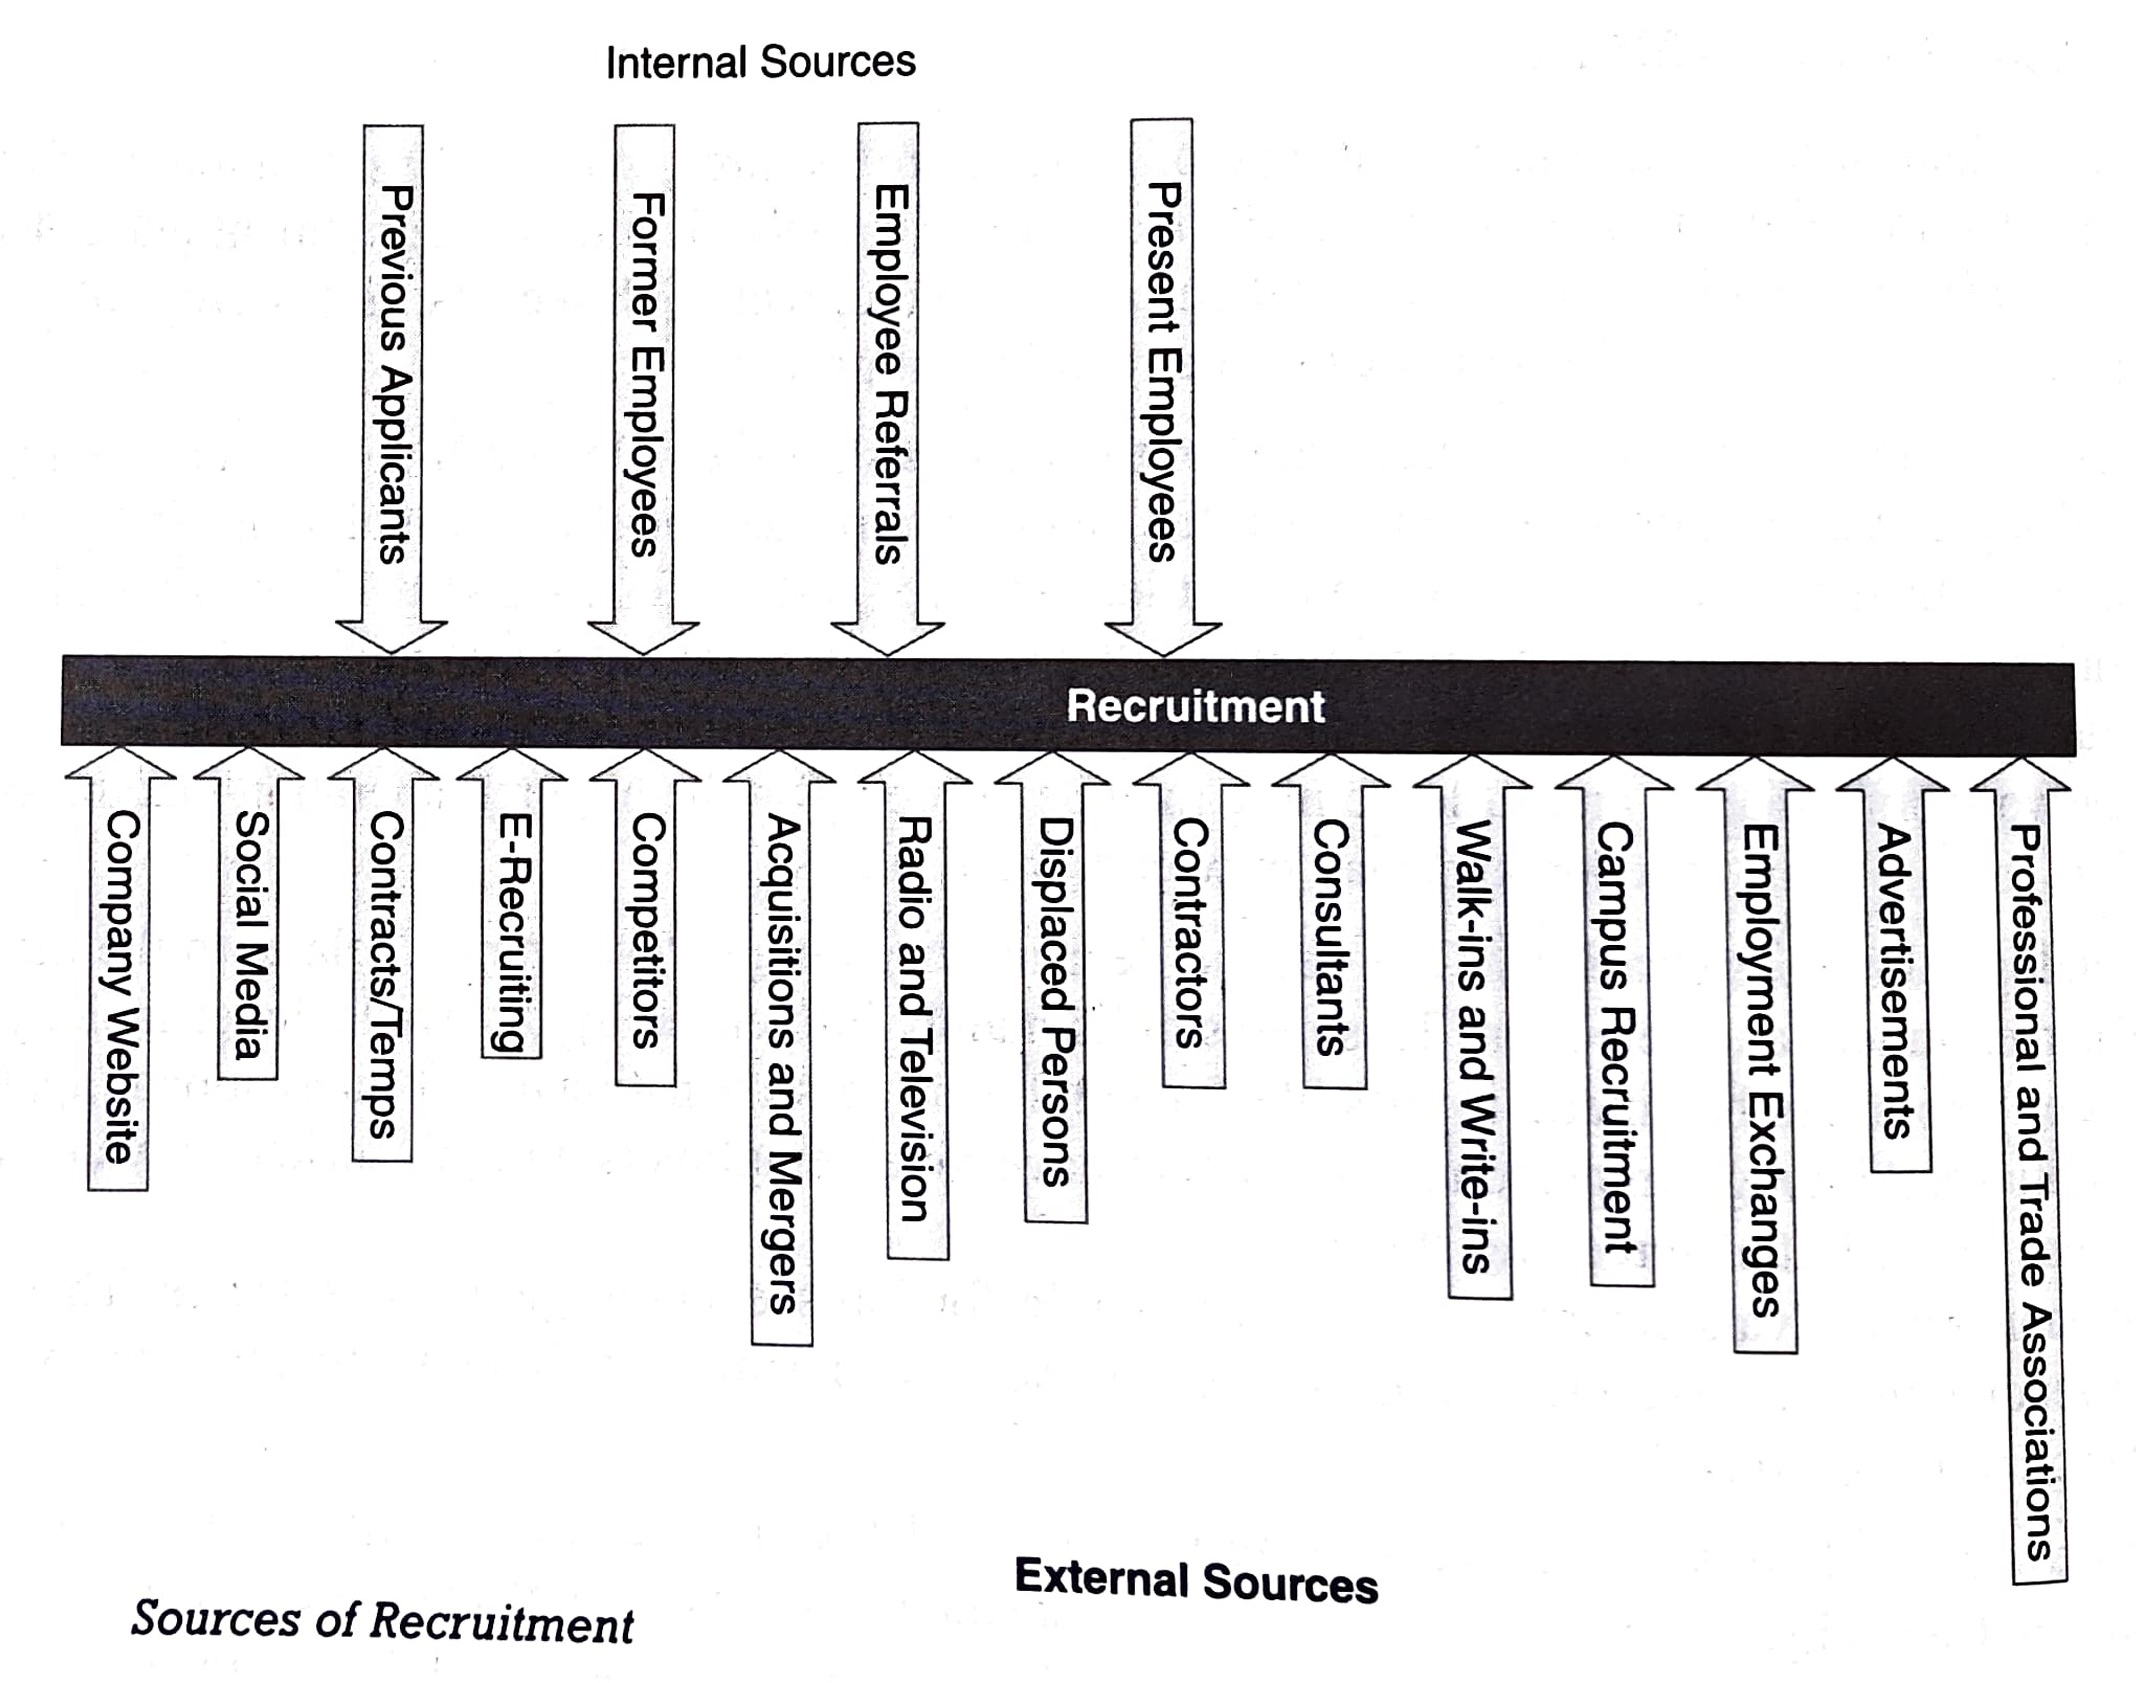 Internal Sources
Previous Applicants
Former Employees
Employee Referrals
Present Employees
Recruitment
Company Website
Social Media
Contracts/Temps
E-Recruiting
Competitors
Acquisitions and Mergers
Radio and Television
Displaced Persons
Contractors
Consultants
Walk-ins and Write-ins
Campus Recruitment
Employment Exchanges
Advertisements
Professional and Trade Associations
External Sources
Sources of Recruitment